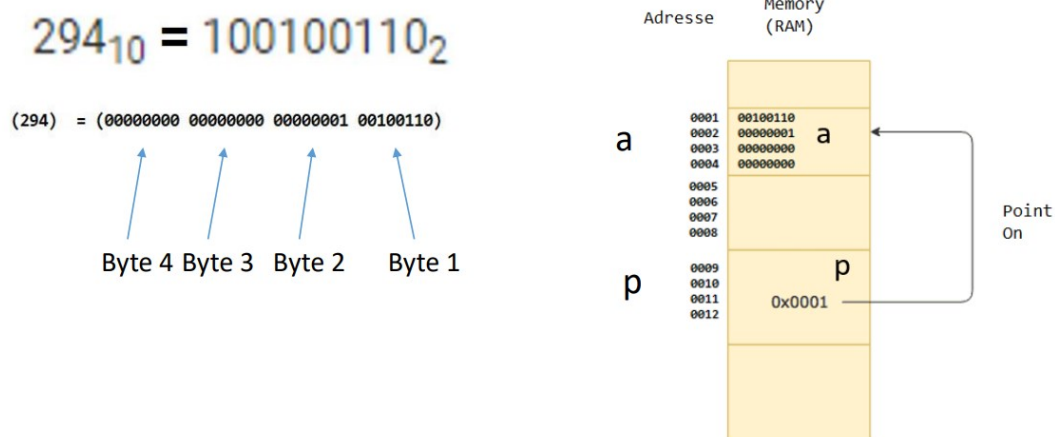 294₁₀ = 100100110₂
(294) = (00000000 00000000 00000001 00100110)
Byte 4 Byte 3 Byte 2 Byte 1
Adresse
Memory
(RAM)
a
0001 00100110
0002 00000001
0003 00000000
0004 00000000
a
0005
0006
0007
0008
p
0009
0010
0011
0012
p
0x0001
Point
On